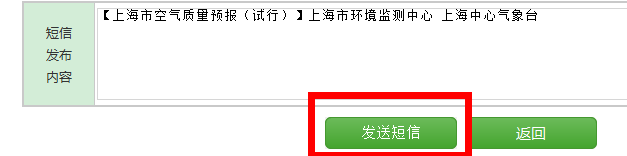 短信
发布
内容
【上海市空气质量预报（试行）】上海市环境监测中心 上海中心气象台
发送短信
返回